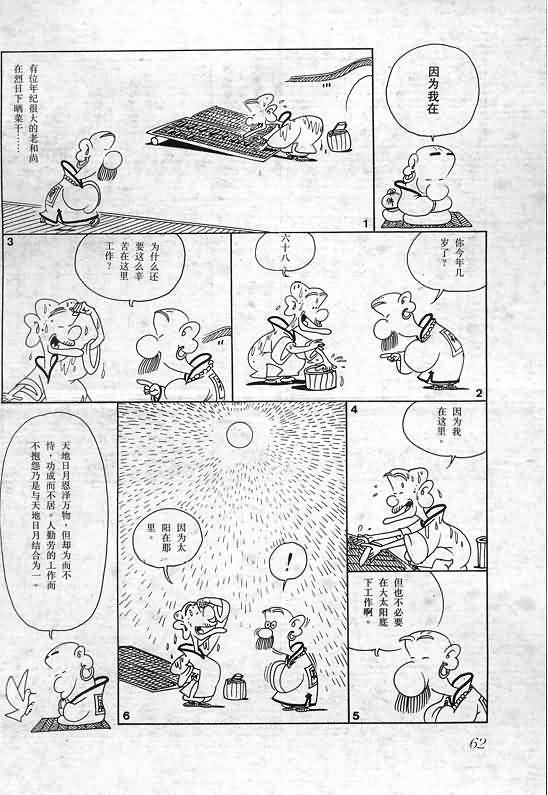 因为我在
有位年纪很大的老和尚
在烈日下晒菜干……
1
你今年几
岁了？
六十八。
2
为什么还
要这么辛
苦在这里
工作？
3
因为我
在这里。
4
但也不必要
在大太阳底
下工作啊。
5
！
因为太
阳在那
里。
6
天地日月恩泽万物，但却为而不
恃，功成而不居。人勤劳的工作而
不抱怨乃是与天地日月结合为一。
佛
62